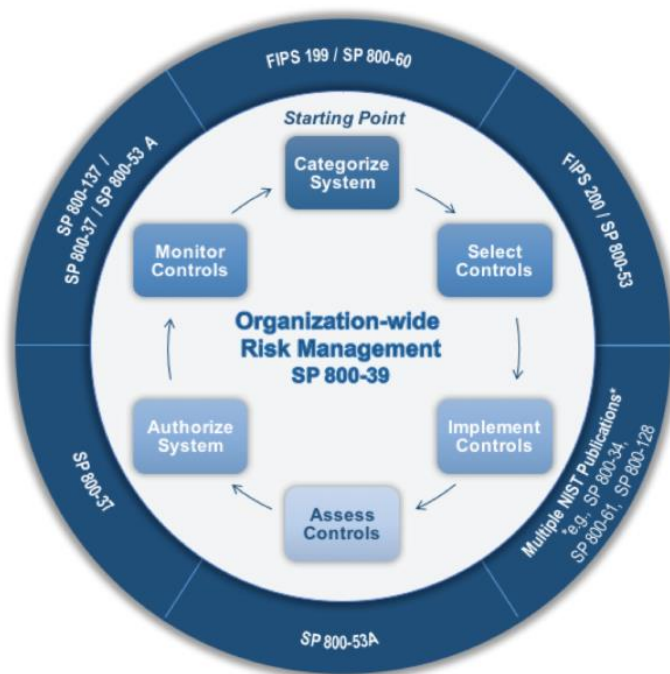 FIPS 199 / SP 800-60
Starting Point
Categorize
System
FIPS 200 / SP 800-53
Select
Controls
Multiple NIST Publications*
*e.g., SP 800-34,
SP 800-61, SP 800-128
Implement
Controls
SP 800-53A
Assess
Controls
SP 800-37
Authorize
System
SP 800-137 /
SP 800-37 / SP 800-53 A
Monitor
Controls
Organization-wide
Risk Management
SP 800-39